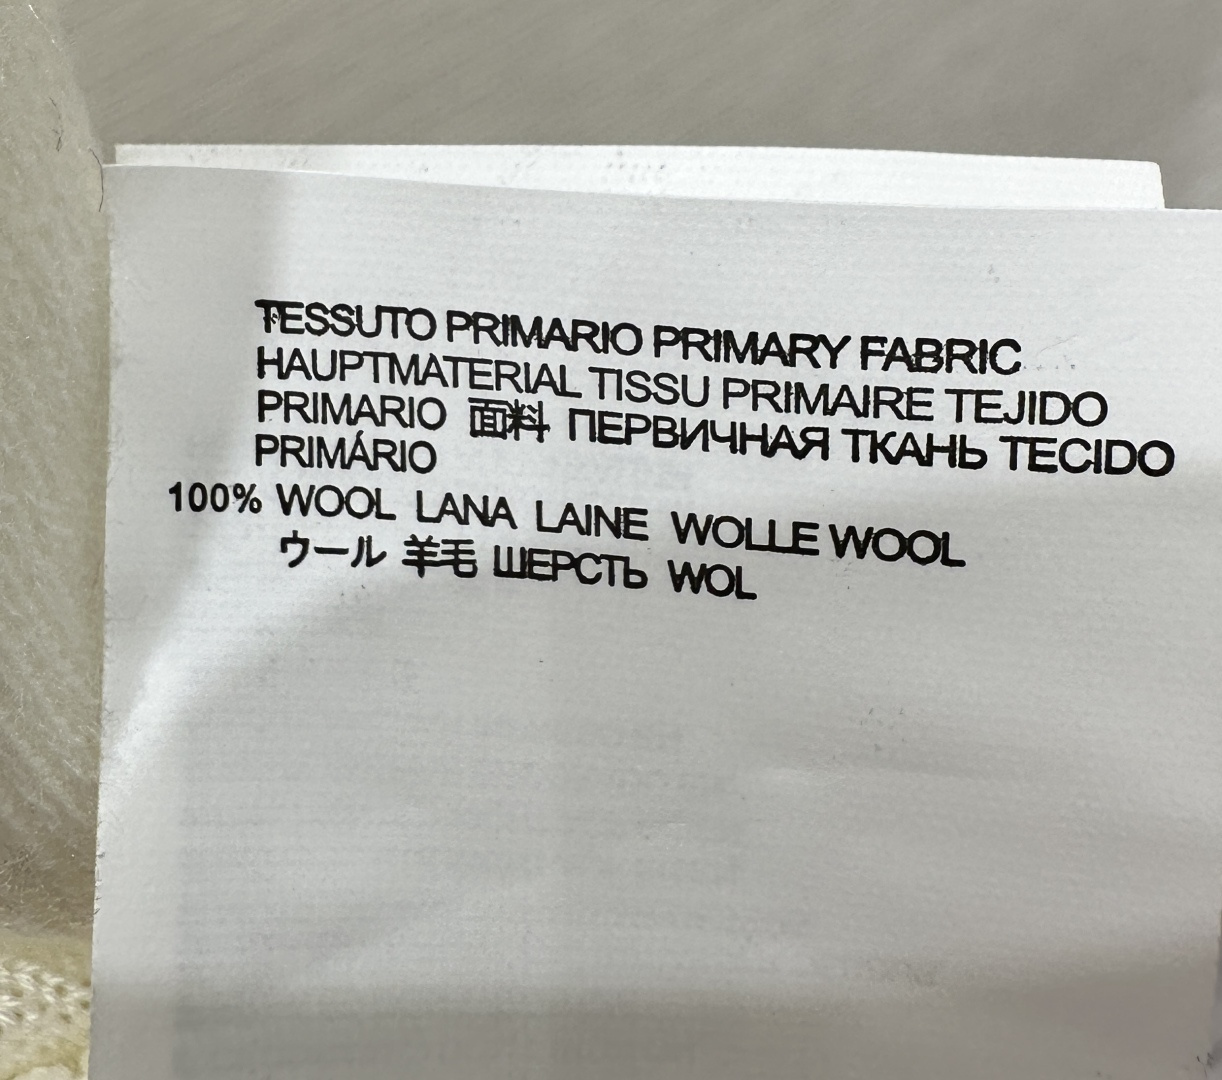 TESSUTO PRIMARIO PRIMARY FABRIC
HAUPTMATERIAL TISSU PRIMAIRE TEJIDO
PRIMARIO 面料 ПЕРВИЧНАЯ ТКАНЬ TECIDO
PRIMÁRIO
100% WOOL LANA LAINE WOLLE WOOL
ウール 羊毛 ШЕРСТЬ WOL